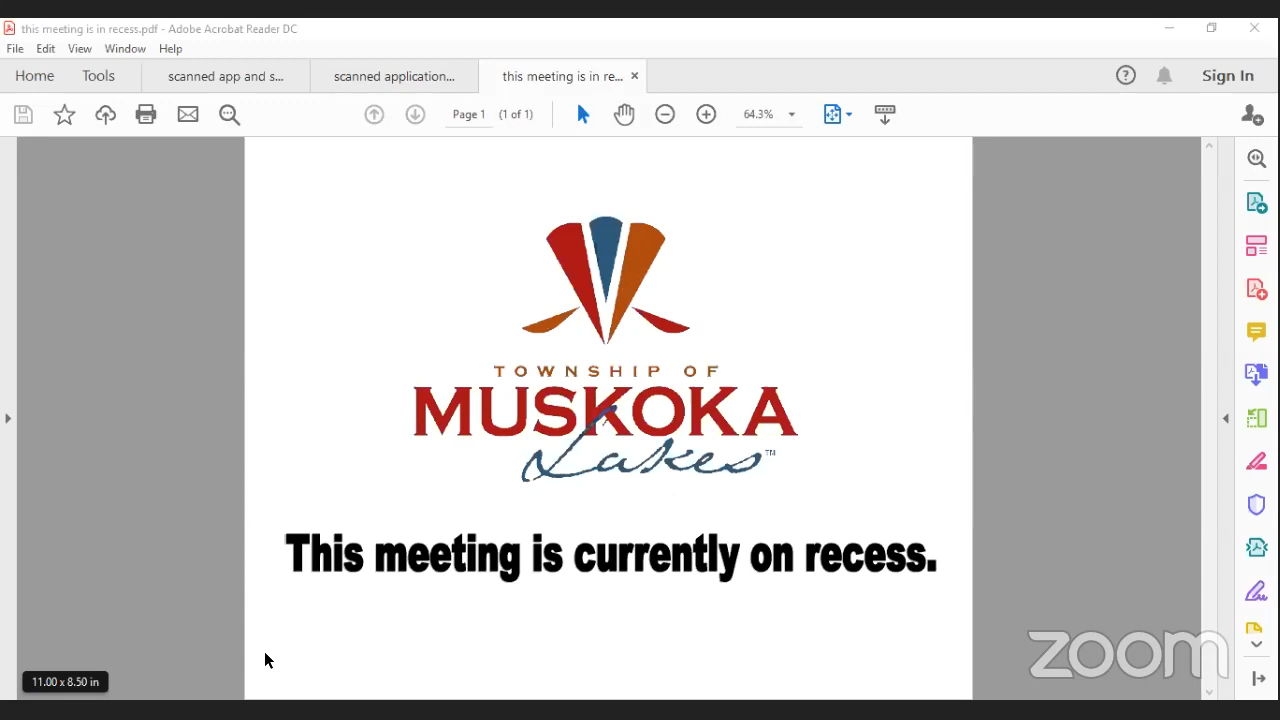 this meeting is in recess.pdf - Adobe Acrobat Reader DC
File Edit View Window Help
Home Tools scanned app and s... scanned application... this meeting is in re... × Sign In
Page 1 (1 of 1) 64.3%
TOWNSHIP OF
MUSKOKA
Lakes™
This meeting is currently on recess.
zoom
11.00 x 8.50 in